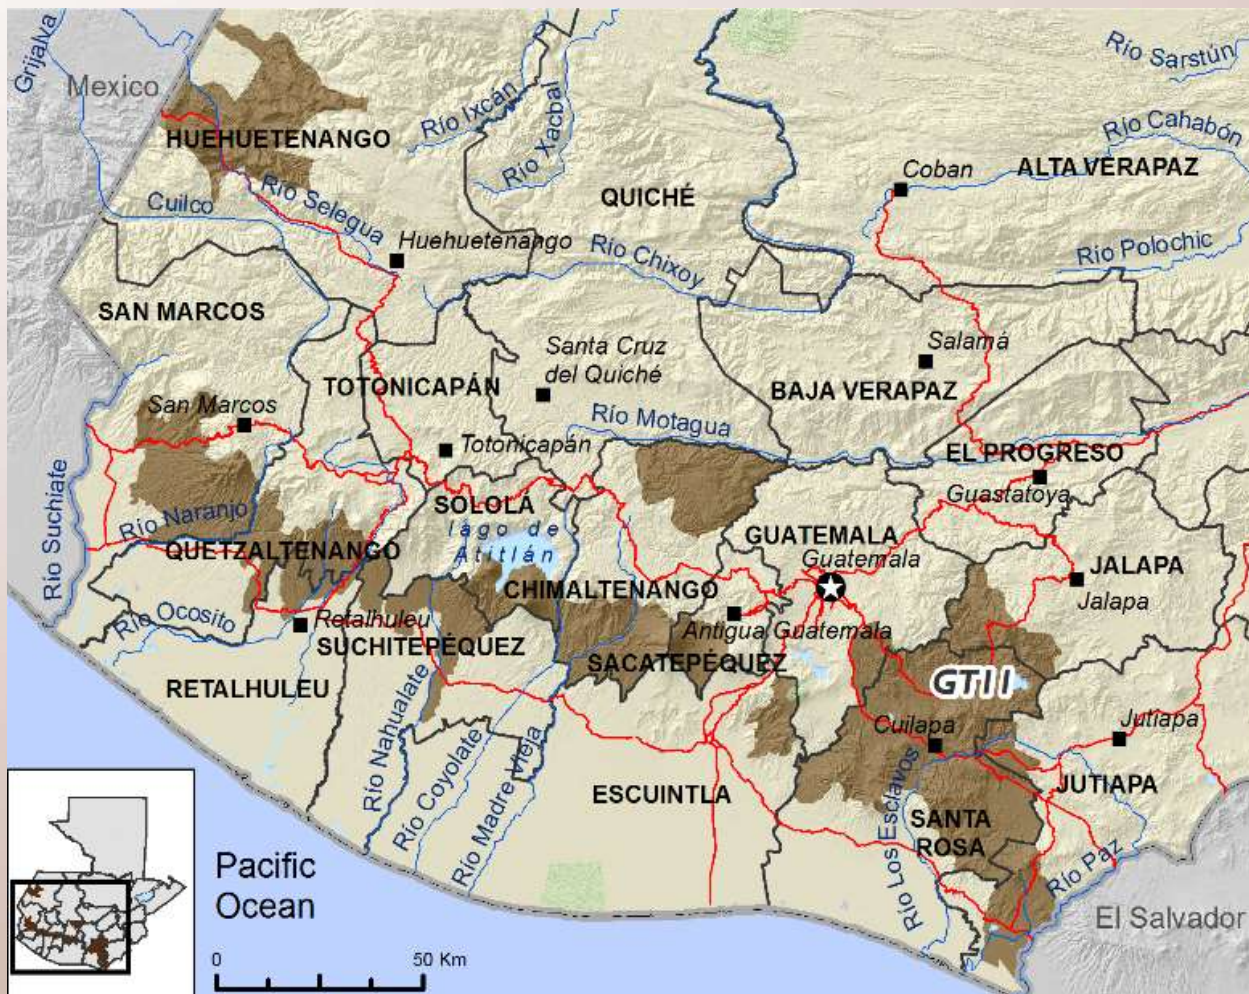 Grijalva
Mexico
HUEHUETENANGO
Cuilco
Río Selegua
Huehuetenango
Río Ixcán
Río Xacbal
QUICHÉ
Río Chixoy
Coban
Río Sarstún
Río Cahabón
ALTA VERAPAZ
Río Polochic
SAN MARCOS
San Marcos
TOTONICAPÁN
Totonicapán
Santa Cruz
del Quiché
Salamá
BAJA VERAPAZ
Río Motagua
EL PROGRESO
Guastatoya
Río Suchiate
Río Naranjo
QUETZALTENANGO
SOLOLÁ
lago de
Atitlán
CHIMALTENANGO
GUATEMALA
Guatemala
JALAPA
Jalapa
Río Ocosito
Retalhuleu
SUCHITEPÉQUEZ
Antigua Guatemala
SACATEPÉQUEZ
GT11
RETALHULEU
Río Nahualate
Río Coyolate
Río Madre Vieja
ESCUINTLA
Cuilapa
Río Los Esclavos
SANTA
ROSA
Jutiapa
JUTIAPA
Río Paz
El Salvador
Pacific
Ocean
0 50 Km